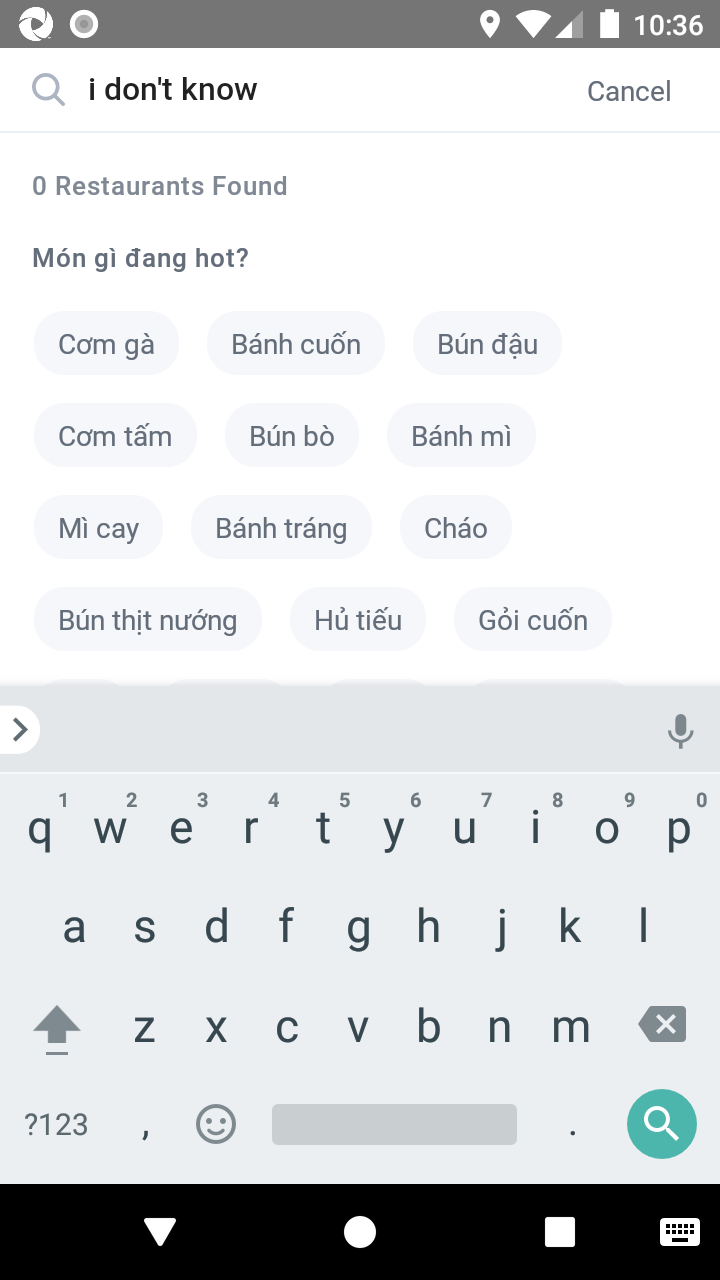 10:36
i don't know Cancel
0 Restaurants Found
Món gì đang hot?
Cơm gà Bánh cuốn Bún đậu
Cơm tấm Bún bò Bánh mì
Mì cay Bánh tráng Cháo
Bún thịt nướng Hủ tiếu Gỏi cuốn
1 2 3 4 5 6 7 8 9 0
q w e r t y u i o p
a s d f g h j k l
z x c v b n m
?123 , .